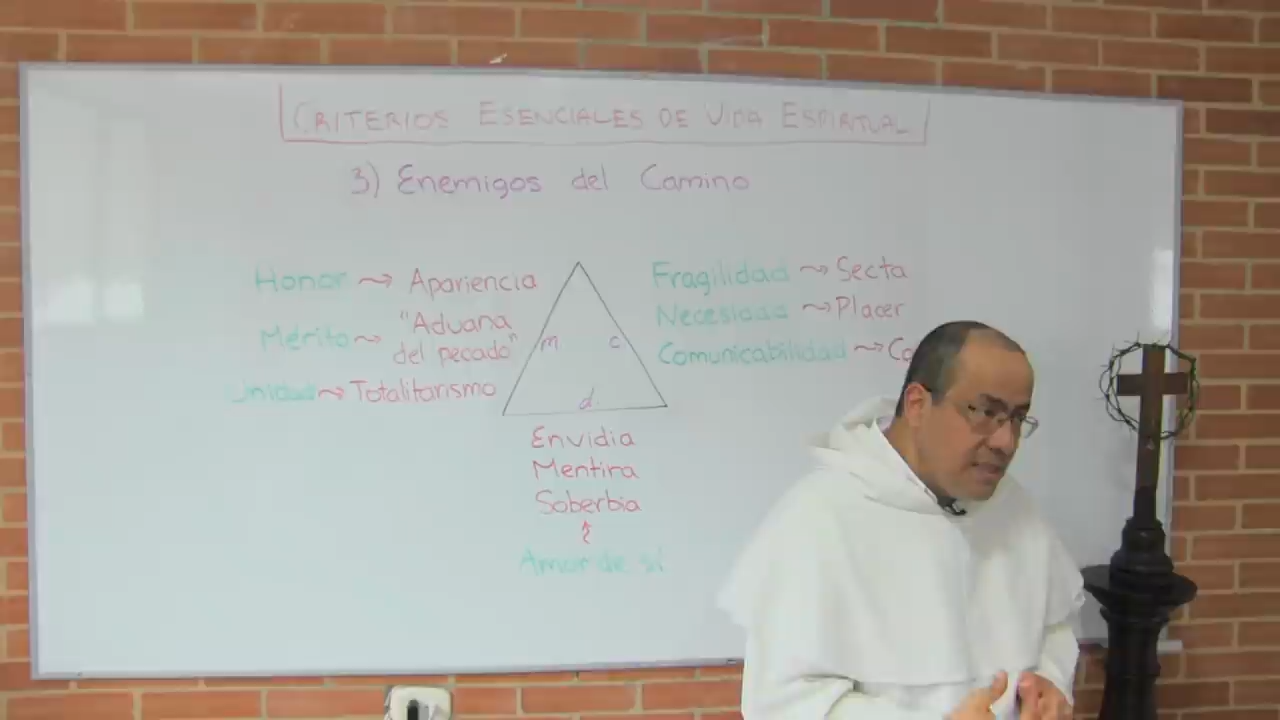 CRITERIOS ESENCIALES DE VIDA ESPIRITUAL
3) Enemigos del Camino
Honor ⤳ Apariencia
Mérito ⤳ "Aduana del pecado"
Unidad ⤳ Totalitarismo
m c
d
Fragilidad ⤳ Secta
Necesidad ⤳ Placer
Comunicabilidad ⤳
Envidia
Mentira
Soberbia
Amor de sí